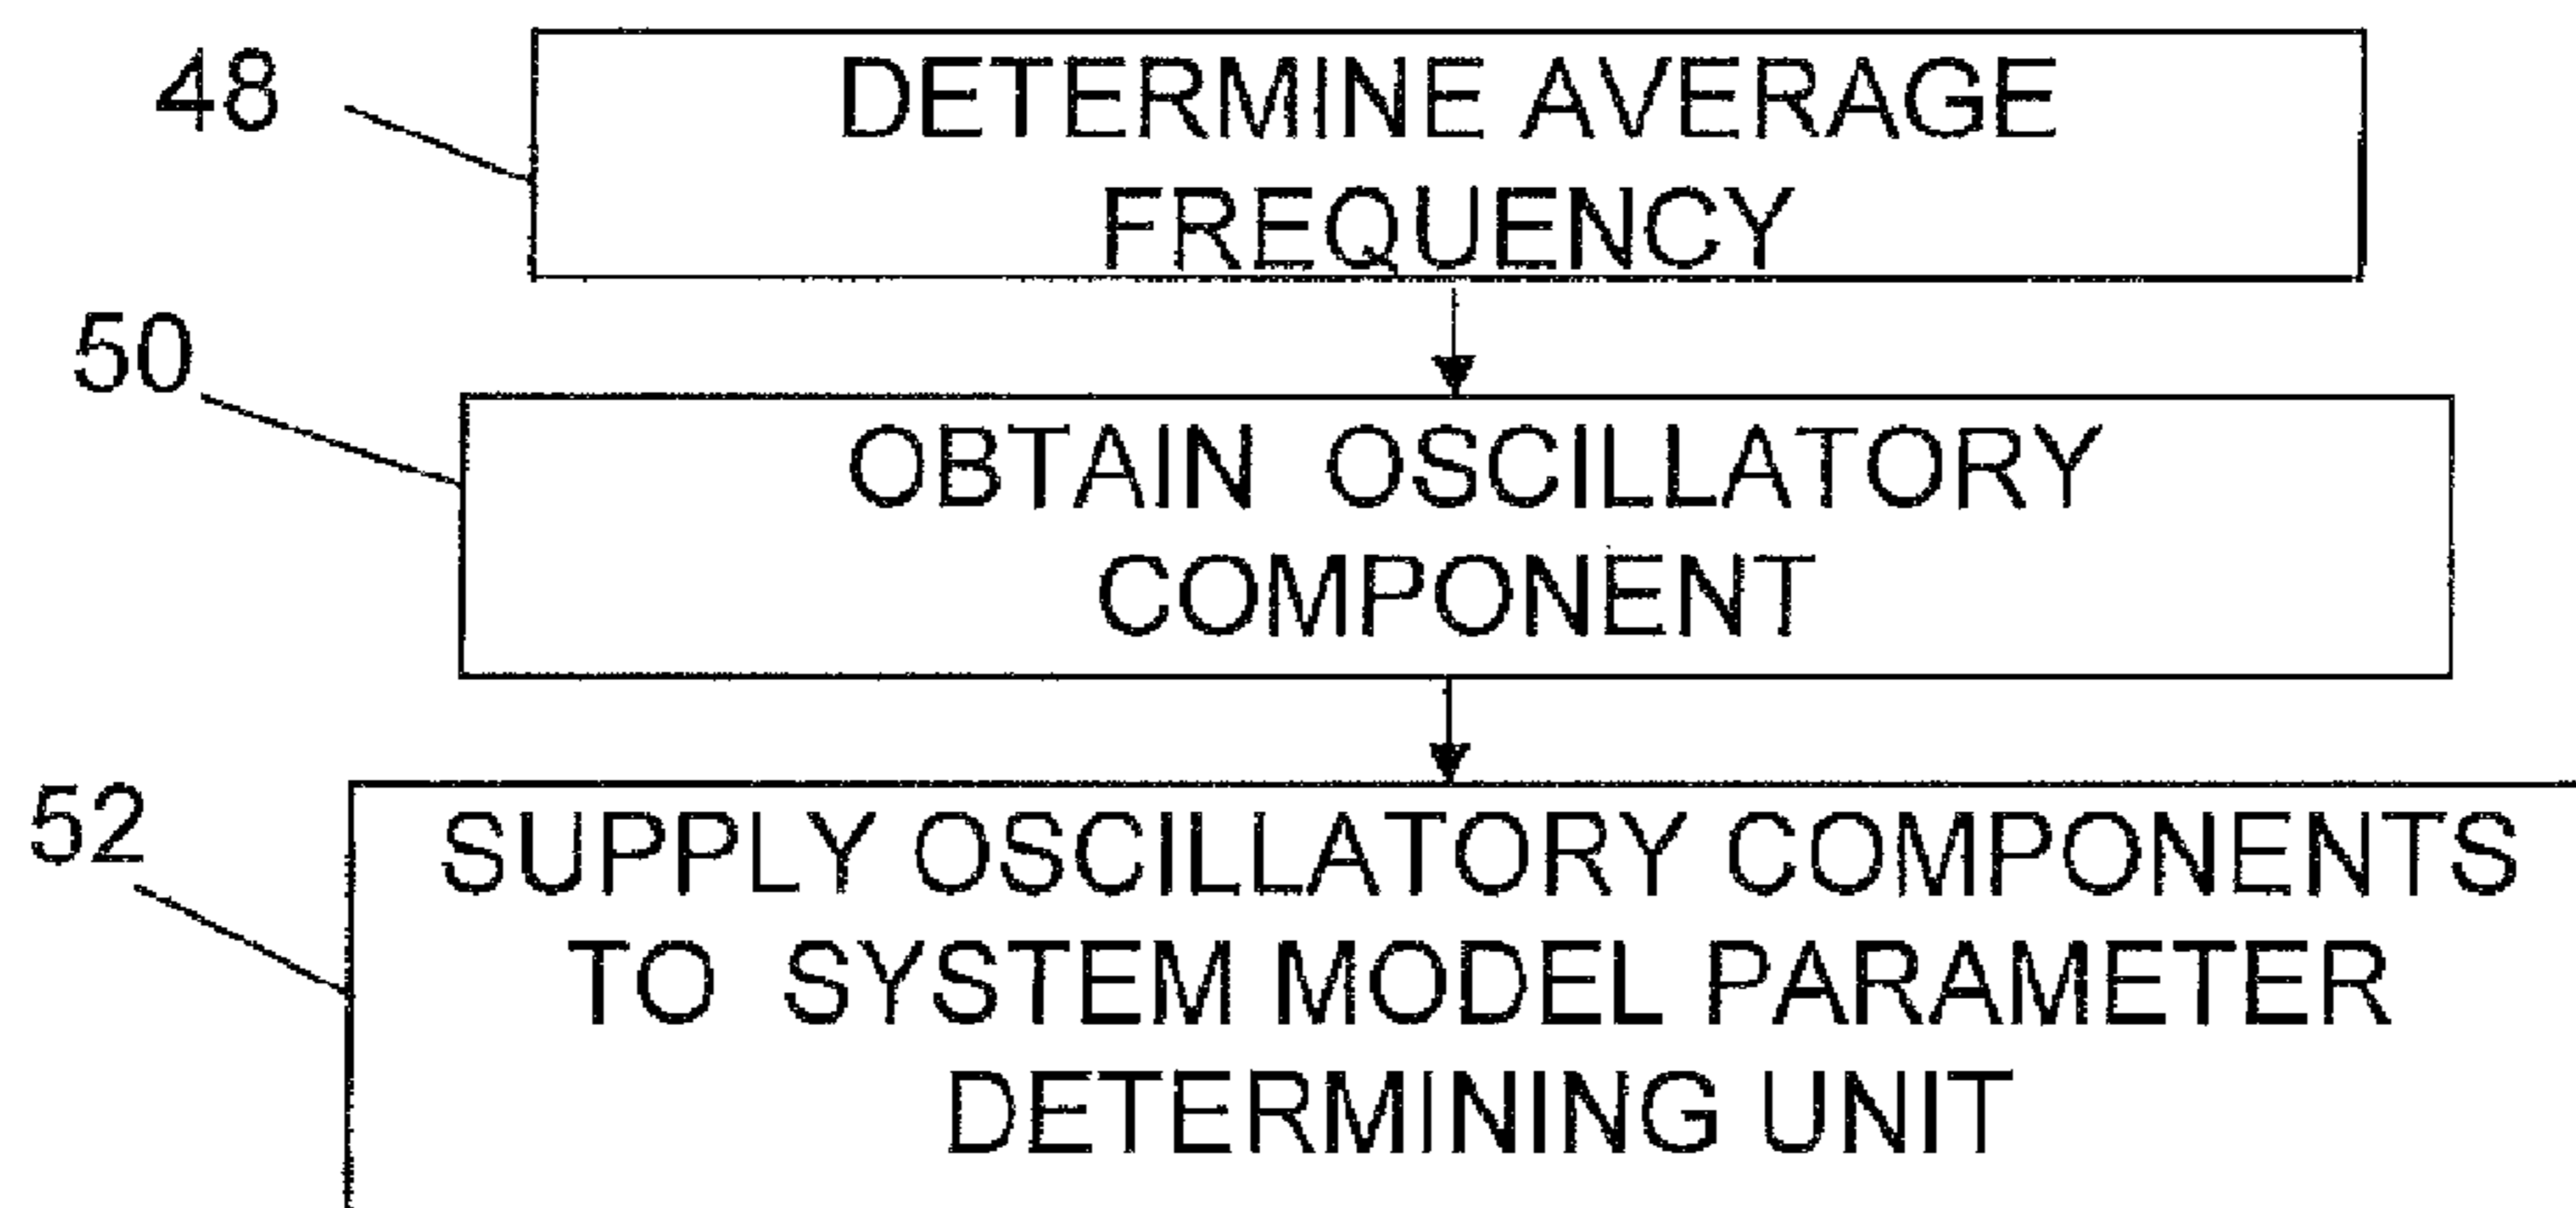 48
DETERMINE AVERAGE
FREQUENCY
50
OBTAIN OSCILLATORY
COMPONENT
52
SUPPLY OSCILLATORY COMPONENTS
TO SYSTEM MODEL PARAMETER
DETERMINING UNIT